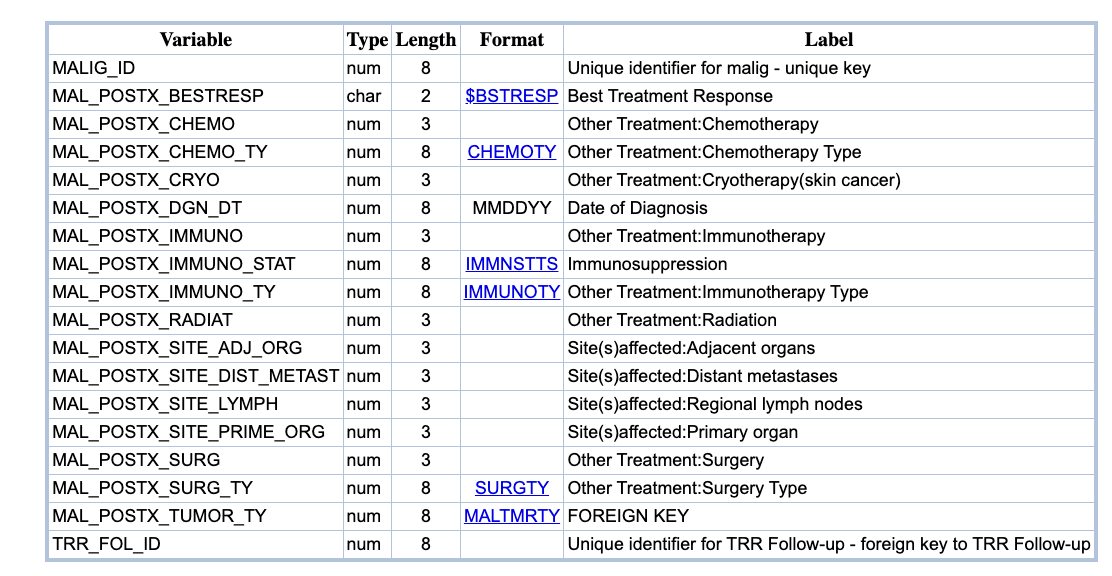 Variable Type Length Format Label
MALIG_ID num 8 Unique identifier for malig - unique key
MAL_POSTX_BESTRESP char 2 $BSTRESP Best Treatment Response
MAL_POSTX_CHEMO num 3 Other Treatment:Chemotherapy
MAL_POSTX_CHEMO_TY num 8 CHEMOTY Other Treatment:Chemotherapy Type
MAL_POSTX_CRYO num 3 Other Treatment:Cryotherapy(skin cancer)
MAL_POSTX_DGN_DT num 8 MMDDYY Date of Diagnosis
MAL_POSTX_IMMUNO num 3 Other Treatment:Immunotherapy
MAL_POSTX_IMMUNO_STAT num 8 IMMNSTTS Immunosuppression
MAL_POSTX_IMMUNO_TY num 8 IMMUNOTY Other Treatment:Immunotherapy Type
MAL_POSTX_RADIAT num 3 Other Treatment:Radiation
MAL_POSTX_SITE_ADJ_ORG num 3 Site(s)affected:Adjacent organs
MAL_POSTX_SITE_DIST_METAST num 3 Site(s)affected:Distant metastases
MAL_POSTX_SITE_LYMPH num 3 Site(s)affected:Regional lymph nodes
MAL_POSTX_SITE_PRIME_ORG num 3 Site(s)affected:Primary organ
MAL_POSTX_SURG num 3 Other Treatment:Surgery
MAL_POSTX_SURG_TY num 8 SURGTY Other Treatment:Surgery Type
MAL_POSTX_TUMOR_TY num 8 MALTMRTY FOREIGN KEY
TRR_FOL_ID num 8 Unique identifier for TRR Follow-up - foreign key to TRR Follow-up